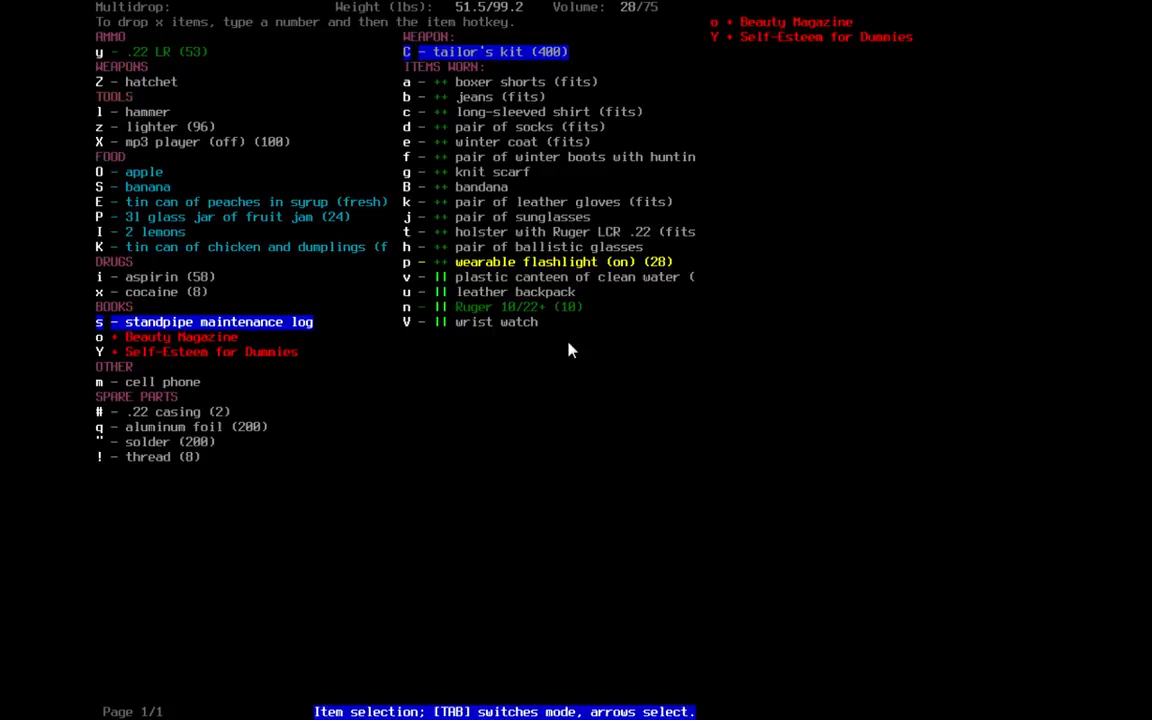 Multidrop: Weight (lbs): 51.5/99.2 Volume: 28/75
To drop x items, type a number and then the item hotkey.
AMMO
y - .22 LR (53)
WEAPONS
Z - hatchet
TOOLS
l - hammer
z - lighter (96)
X - mp3 player (off) (100)
FOOD
O - apple
S - banana
E - tin can of peaches in syrup (fresh)
P - 3l glass jar of fruit jam (24)
I - 2 lemons
K - tin can of chicken and dumplings (f
DRUGS
i - aspirin (58)
x - cocaine (8)
BOOKS
s - standpipe maintenance log
o + Beauty Magazine
Y + Self-Esteem for Dummies
OTHER
m - cell phone
SPARE PARTS
# - .22 casing (2)
q - aluminum foil (200)
" - solder (200)
! - thread (8)
WEAPON:
C - tailor's kit (400)
ITEMS WORN:
a - ++ boxer shorts (fits)
b - ++ jeans (fits)
c - ++ long-sleeved shirt (fits)
d - ++ pair of socks (fits)
e - ++ winter coat (fits)
f - ++ pair of winter boots with huntin
g - ++ knit scarf
B - ++ bandana
k - ++ pair of leather gloves (fits)
j - ++ pair of sunglasses
t - ++ holster with Ruger LCR .22 (fits
h - ++ pair of ballistic glasses
p - ++ wearable flashlight (on) (28)
v - || plastic canteen of clean water (
u - || leather backpack
n - || Ruger 10/22+ (10)
V - || wrist watch
o + Beauty Magazine
Y + Self-Esteem for Dummies
Page 1/1 Item selection; [TAB] switches mode, arrows select.